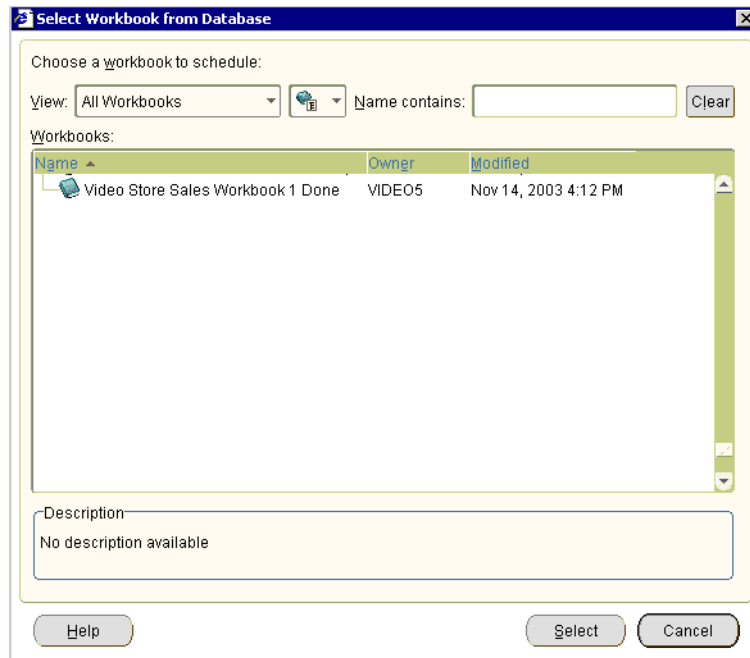 Select Workbook from Database
Choose a workbook to schedule:
View: All Workbooks Name contains: Clear
Workbooks:
Name Owner Modified
Video Store Sales Workbook 1 Done VIDEO5 Nov 14, 2003 4:12 PM
Description
No description available
Help Select Cancel